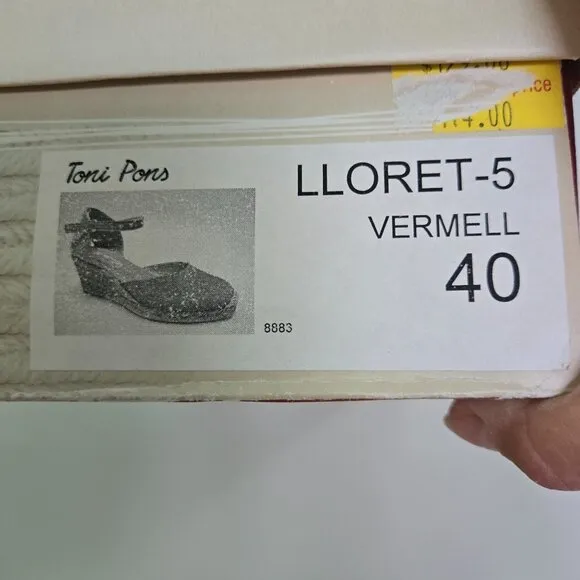 Toni Pons
LLORET-5
VERMELL
40
8883